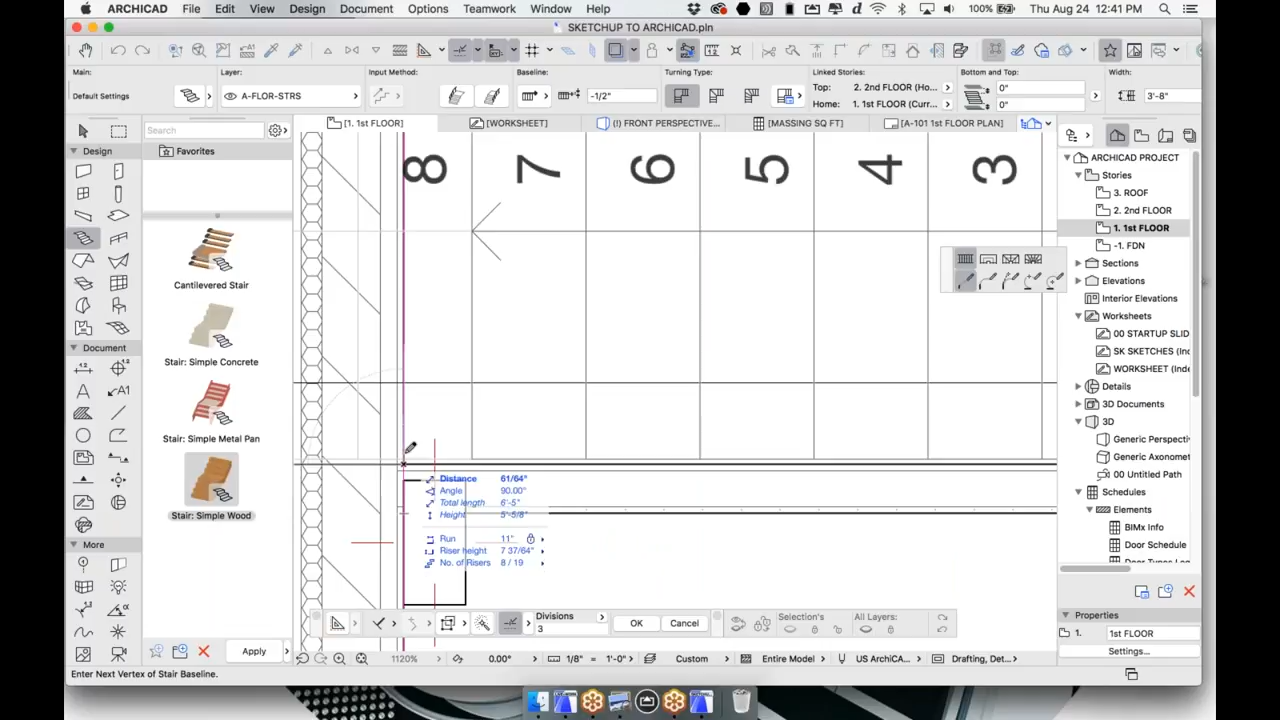 ARCHICAD File Edit View Design Document Options Teamwork Window Help 100% Thu Aug 24 12:41 PM
SKETCHUP TO ARCHICAD.pln
Main: Layer: Input Method: Baseline: Turning Type: Linked Stories: Bottom and Top: Width:
Default Settings A-FLOR-STRS -1/2" Top: 2. 2nd FLOOR (Ho... 0" 3'-8"
Home: 1. 1st FLOOR (Curr... 0"
[1. 1st FLOOR] [WORKSHEET] (!) FRONT PERSPECTIVE... [MASSING SQ FT] [A-101 1st FLOOR PLAN]
Search
Design
Favorites
Cantilevered Stair
Stair: Simple Concrete
Document
Stair: Simple Metal Pan
Stair: Simple Wood
More
Apply
8 7 6 5 4 3
Distance 61/64"
Angle 90.00°
Total length 6'-5"
Height 5'-5/8"
Run 11"
Riser height 7 37/64"
No. of Risers 8 / 19
Divisions
3
OK Cancel
Selection's All Layers:
1120% 0.00° 1/8" = 1'-0" Custom Entire Model US ArchiCA... Drafting, Det...
Enter Next Vertex of Stair Baseline.
ARCHICAD PROJECT
Stories
3. ROOF
2. 2nd FLOOR
1. 1st FLOOR
-1. FDN
Sections
Elevations
Interior Elevations
Worksheets
00 STARTUP SLID
SK SKETCHES (Inc
WORKSHEET (Inde
Details
3D Documents
3D
Generic Perspecti
Generic Axonomet
00 Untitled Path
Schedules
Elements
BIMx Info
Door Schedule
Properties
1. 1st FLOOR
Settings...